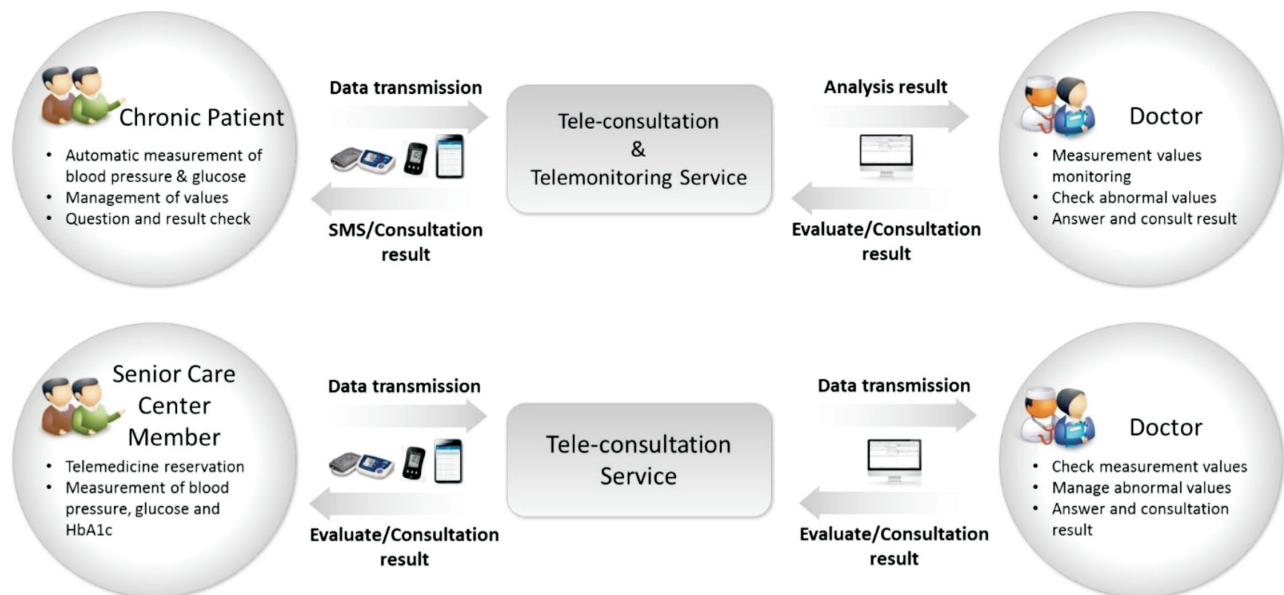 Chronic Patient
• Automatic measurement of
blood pressure & glucose
• Management of values
• Question and result check
Data transmission
SMS/Consultation
result
Tele-consultation
&
Telemonitoring Service
Analysis result
Evaluate/Consultation
result
Doctor
• Measurement values
monitoring
• Check abnormal values
• Answer and consult result
Senior Care
Center
Member
• Telemedicine reservation
• Measurement of blood
pressure, glucose and
HbA1c
Data transmission
Evaluate/Consultation
result
Tele-consultation
Service
Data transmission
Evaluate/Consultation
result
Doctor
• Check measurement values
• Manage abnormal values
• Answer and consultation
result